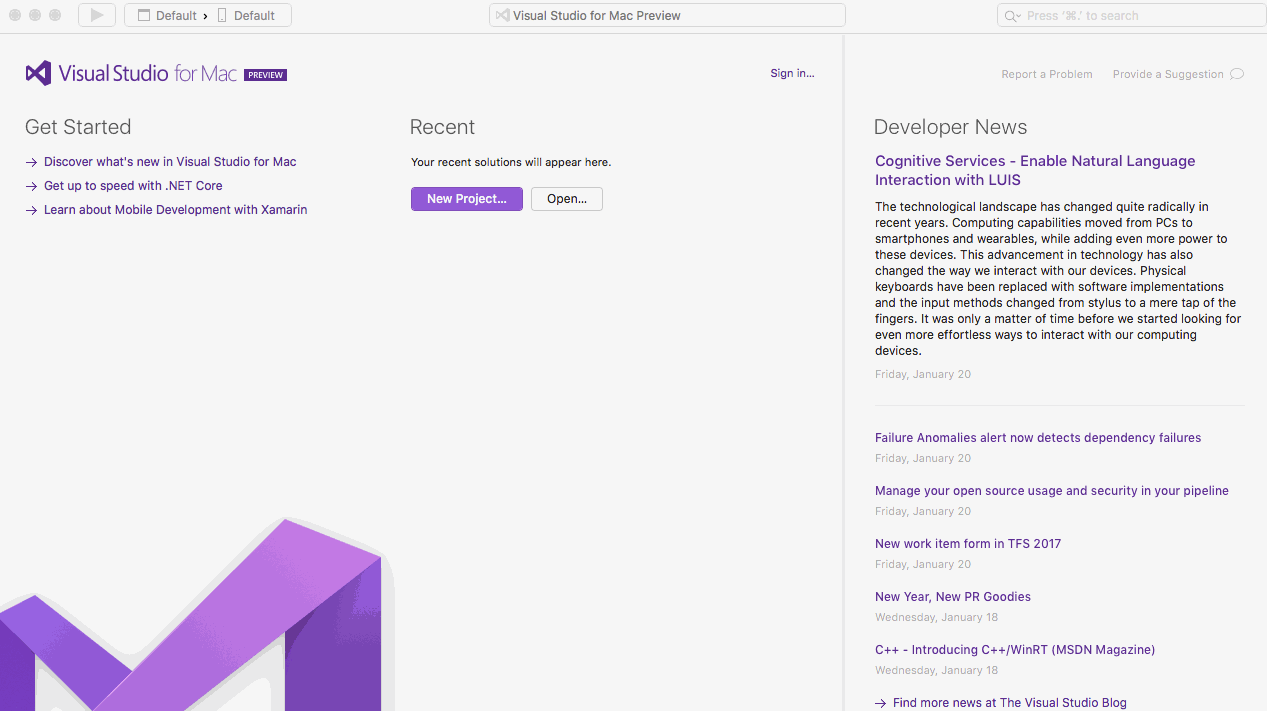 Default › Default
Visual Studio for Mac Preview
Press '⌘.' to search
Visual Studio for Mac PREVIEW
Sign in...
Report a Problem
Provide a Suggestion
Get Started
Discover what's new in Visual Studio for Mac
Get up to speed with .NET Core
Learn about Mobile Development with Xamarin
Recent
Your recent solutions will appear here.
New Project...
Open...
Developer News
Cognitive Services - Enable Natural Language
Interaction with LUIS
The technological landscape has changed quite radically in
recent years. Computing capabilities moved from PCs to
smartphones and wearables, while adding even more power to
these devices. This advancement in technology has also
changed the way we interact with our devices. Physical
keyboards have been replaced with software implementations
and the input methods changed from stylus to a mere tap of the
fingers. It was only a matter of time before we started looking for
even more effortless ways to interact with our computing
devices.
Friday, January 20
Failure Anomalies alert now detects dependency failures
Friday, January 20
Manage your open source usage and security in your pipeline
Friday, January 20
New work item form in TFS 2017
Friday, January 20
New Year, New PR Goodies
Wednesday, January 18
C++ - Introducing C++/WinRT (MSDN Magazine)
Wednesday, January 18
Find more news at The Visual Studio Blog